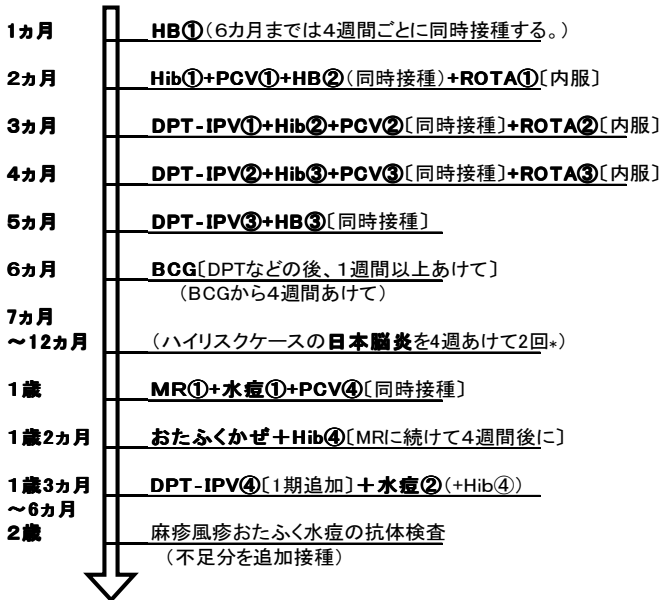 1ヵ月 HB①（6カ月までは4週間ごとに同時接種する。）
2ヵ月 Hib①+PCV①+HB②（同時接種）+ROTA①〔内服〕
3ヵ月 DPT-IPV①+Hib②+PCV②〔同時接種〕+ROTA②〔内服〕
4ヵ月 DPT-IPV②+Hib③+PCV③〔同時接種〕+ROTA③〔内服〕
5ヵ月 DPT-IPV③+HB③〔同時接種〕
6ヵ月 BCG〔DPTなどの後、1週間以上あけて〕
（BCGから4週間あけて）
7ヵ月
～12ヵ月 （ハイリスクケースの日本脳炎を4週あけて2回*）
1歳 MR①+水痘①+PCV④〔同時接種〕
1歳2ヵ月 おたふくかぜ＋Hib④〔MRに続けて4週間後に〕
1歳3ヵ月 DPT-IPV④〔1期追加〕＋水痘②（+Hib④）
～6ヵ月
2歳 麻疹風疹おたふく水痘の抗体検査
（不足分を追加接種）